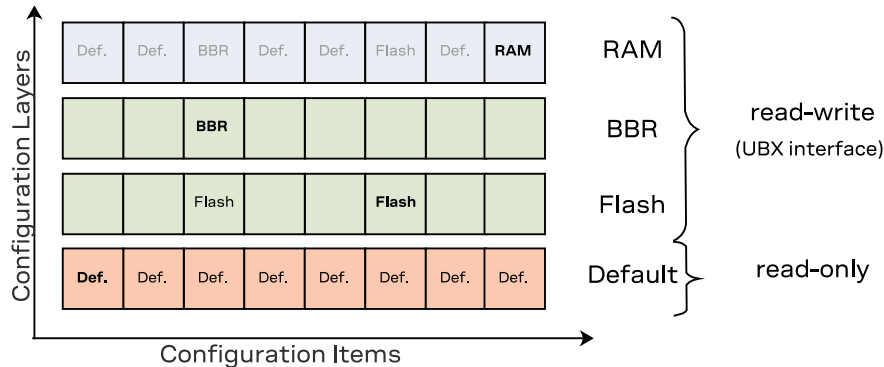 Configuration Layers
Def. Def. BBR Def. Def. Flash Def. RAM
RAM
BBR
BBR
Flash Flash
Flash
Def. Def. Def. Def. Def. Def. Def. Def.
Default
read-write
(UBX interface)
read-only
Configuration Items